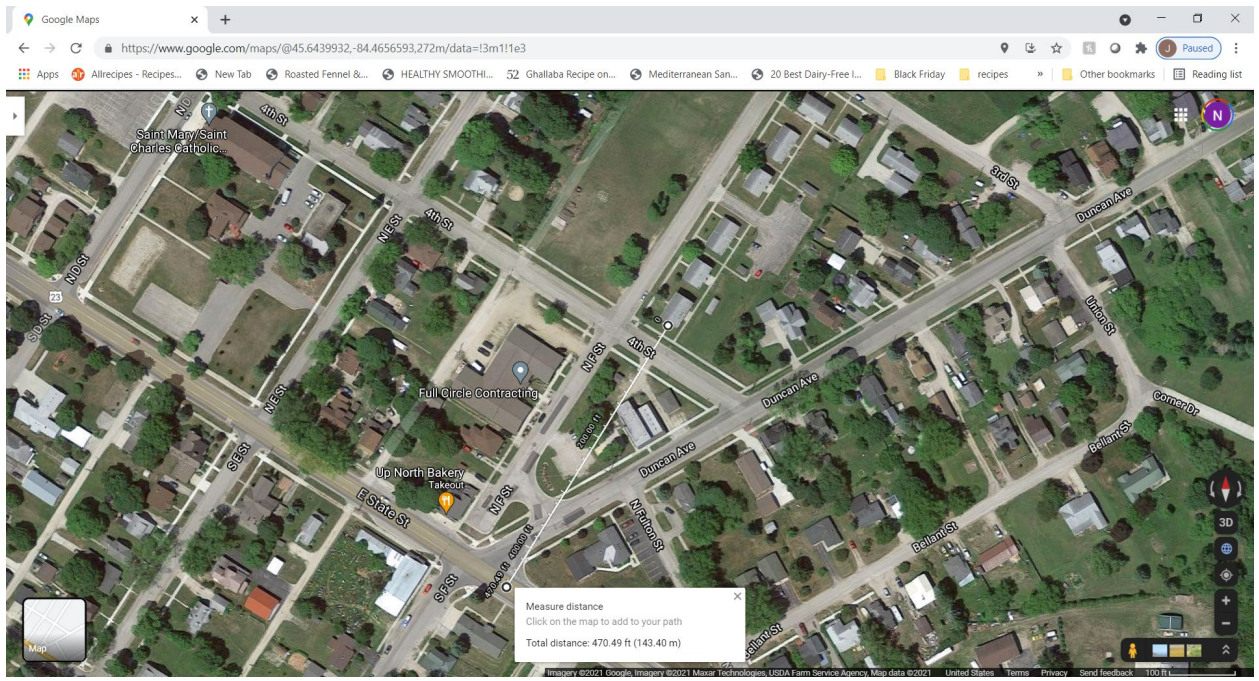 Google Maps
https://www.google.com/maps/@45.6439932,-84.4656593,272m/data=!3m1!1e3
Paused
Apps
Allrecipes - Recipes...
New Tab
Roasted Fennel &...
HEALTHY SMOOTHI...
52 Ghallaba Recipe on...
Mediterranean San...
20 Best Dairy-Free I...
Black Friday
recipes
»
Other bookmarks
Reading list
N D
4th St
Saint Mary/Saint
Charles Catholic...
N
3rd St
Duncan Ave
N E St
4th St
N D St
23
S D St
Union St
0
4th St
N F St
Full Circle Contracting
Duncan Ave
N E St
Corner Dr
200.00 ft
Bellant St
S E St
Duncan Ave
Up North Bakery
Takeout
E State St
N F St
N Fulton St
400.00 ft
Bellant St
470.49 ft
S F St
3D
Measure distance
Click on the map to add to your path
Total distance: 470.49 ft (143.40 m)
Bellant St
Map
Imagery ©2021 Google, Imagery ©2021 Maxar Technologies, USDA Farm Service Agency, Map data ©2021 United States Terms Privacy Send feedback 100 ft